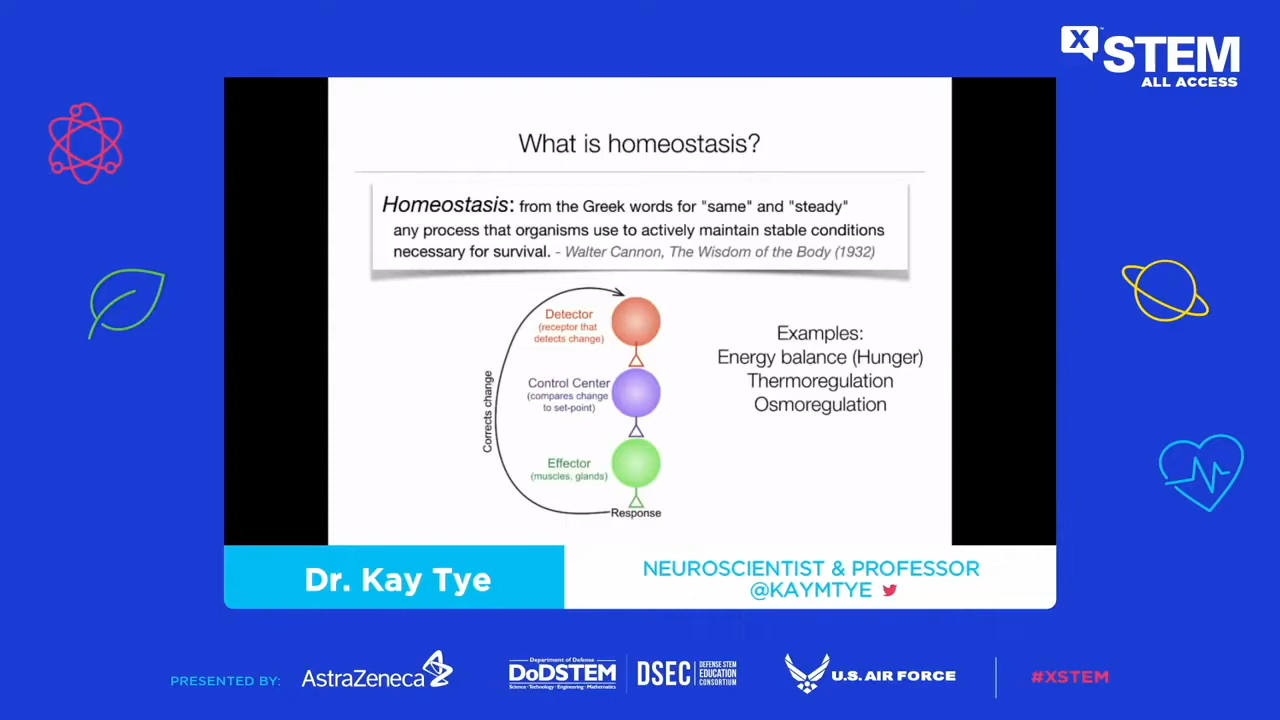 X STEM
ALL ACCESS
What is homeostasis?
Homeostasis: from the Greek words for "same" and "steady"
any process that organisms use to actively maintain stable conditions
necessary for survival. - Walter Cannon, The Wisdom of the Body (1932)
Detector
(receptor that
detects change)
Control Center
(compares change
to set-point)
Effector
(muscles, glands)
Response
Corrects change
Examples:
Energy balance (Hunger)
Thermoregulation
Osmoregulation
Dr. Kay Tye
NEUROSCIENTIST & PROFESSOR
@KAYMTYE
PRESENTED BY:
AstraZeneca
Department of Defense
DoDSTEM
Science · Technology · Engineering · Mathematics
DSEC
DEFENSE STEM
EDUCATION
CONSORTIUM
U.S. AIR FORCE
#XSTEM